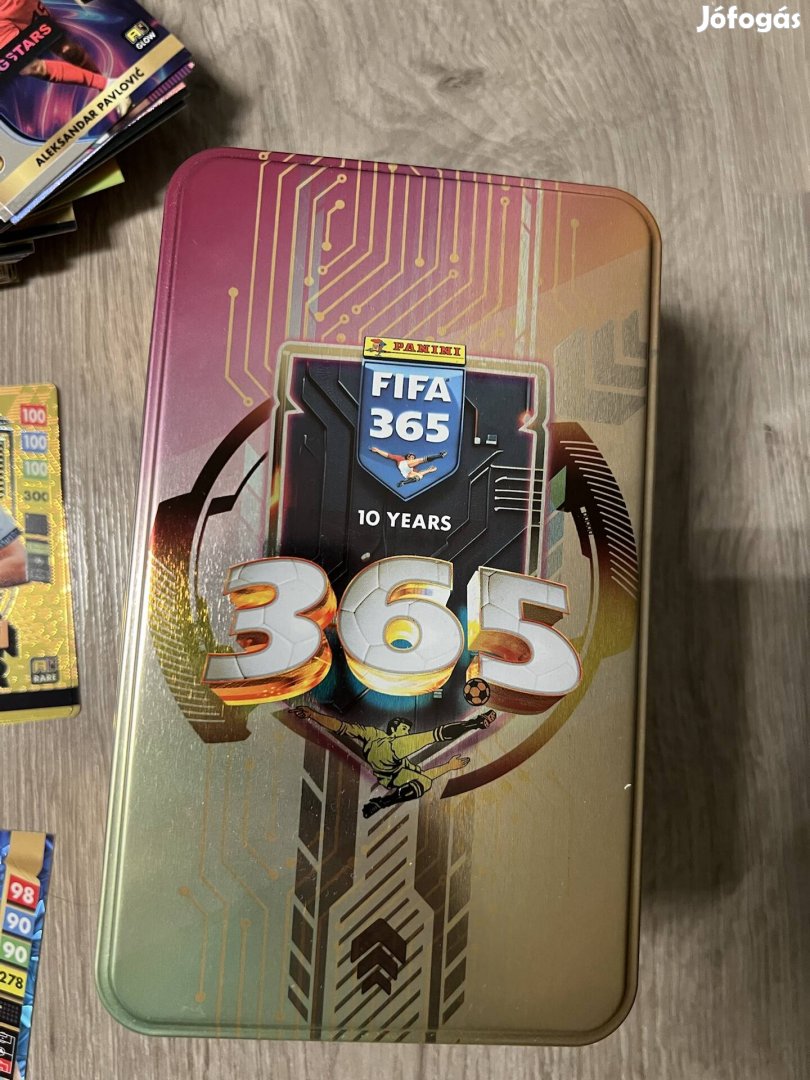 Jófogás
G STARS
GLOW
ALEKSANDAR PAVLOVIĆ
PANINI
FIFA
365
10 YEARS
365
100
100
100
300
RARE
98
90
90
278